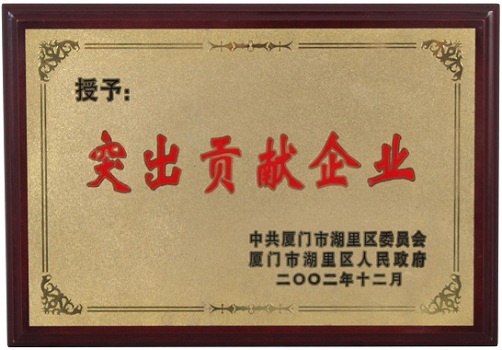 授予：
突出贡献企业
中共厦门市湖里区委员会
厦门市湖里区人民政府
二〇〇二年十二月